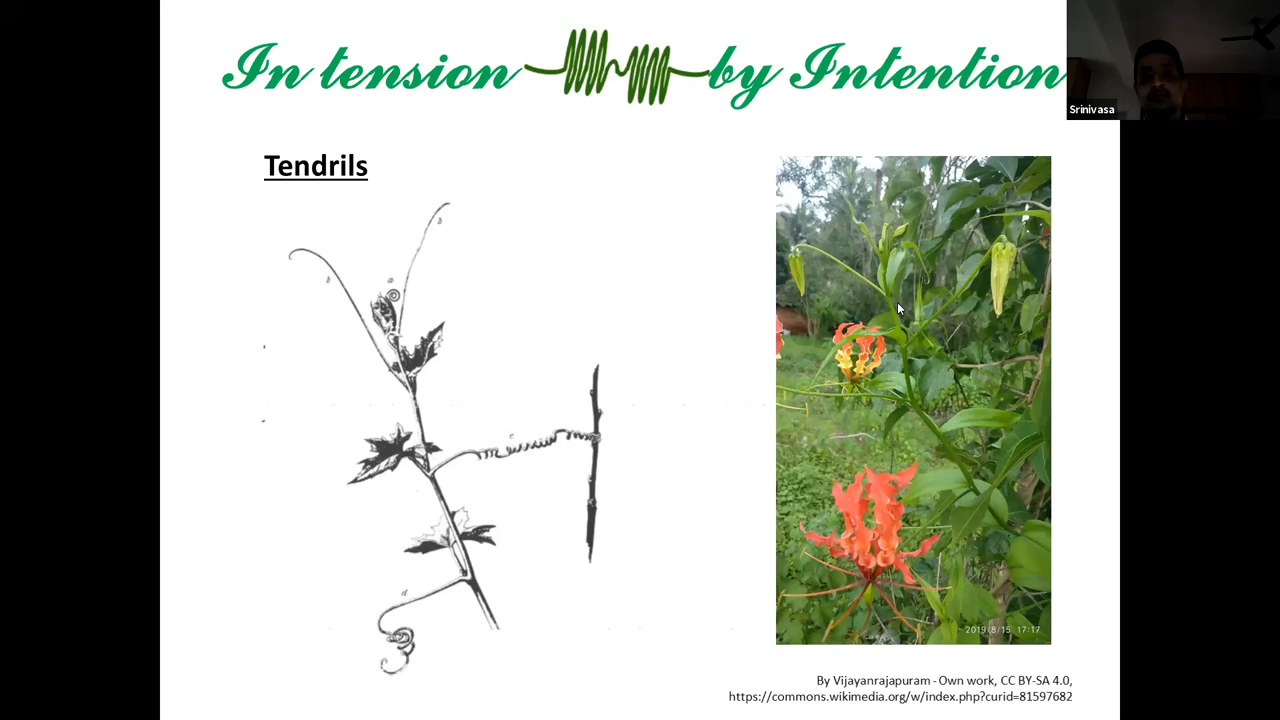 In tension by Intention
Srinivasa
Tendrils
b
b
a
c
d
2019/8/15 17:17
By Vijayanrajapuram - Own work, CC BY-SA 4.0,
https://commons.wikimedia.org/w/index.php?curid=81597682